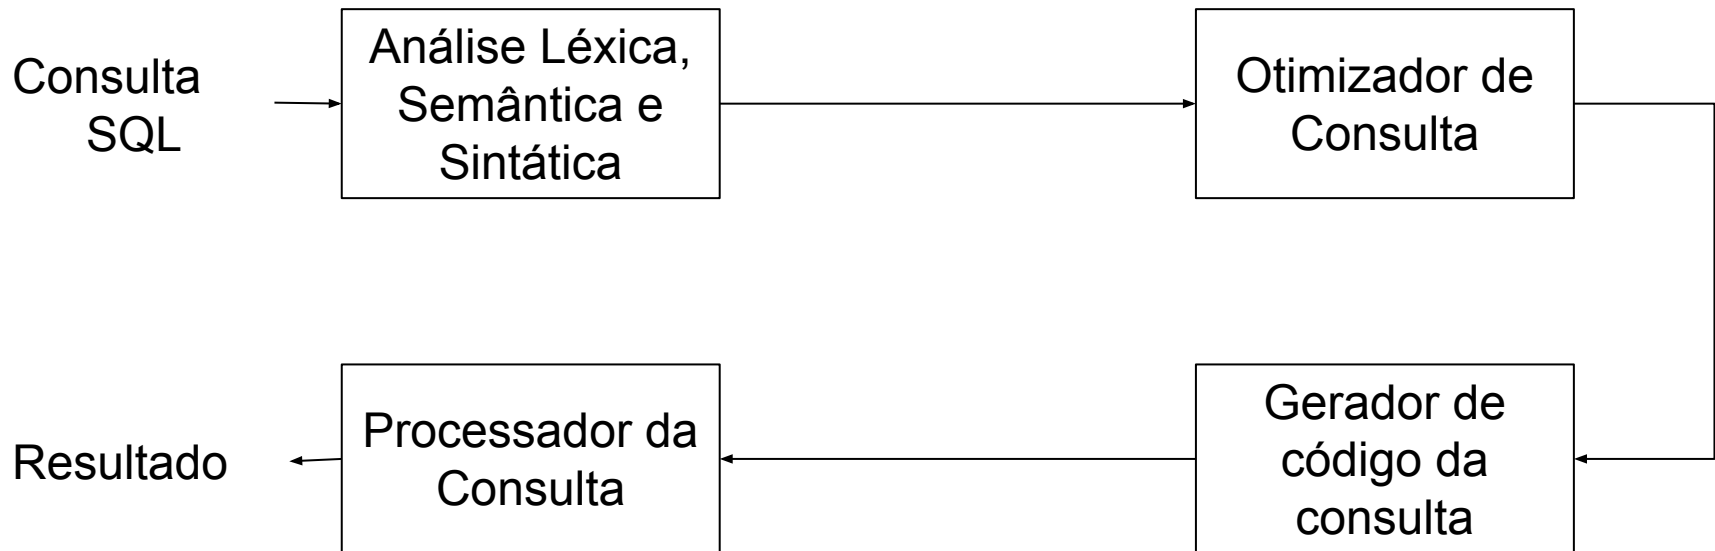 Consulta
SQL
Análise Léxica,
Semântica e
Sintática
Otimizador de
Consulta
Resultado
Processador da
Consulta
Gerador de
código da
consulta